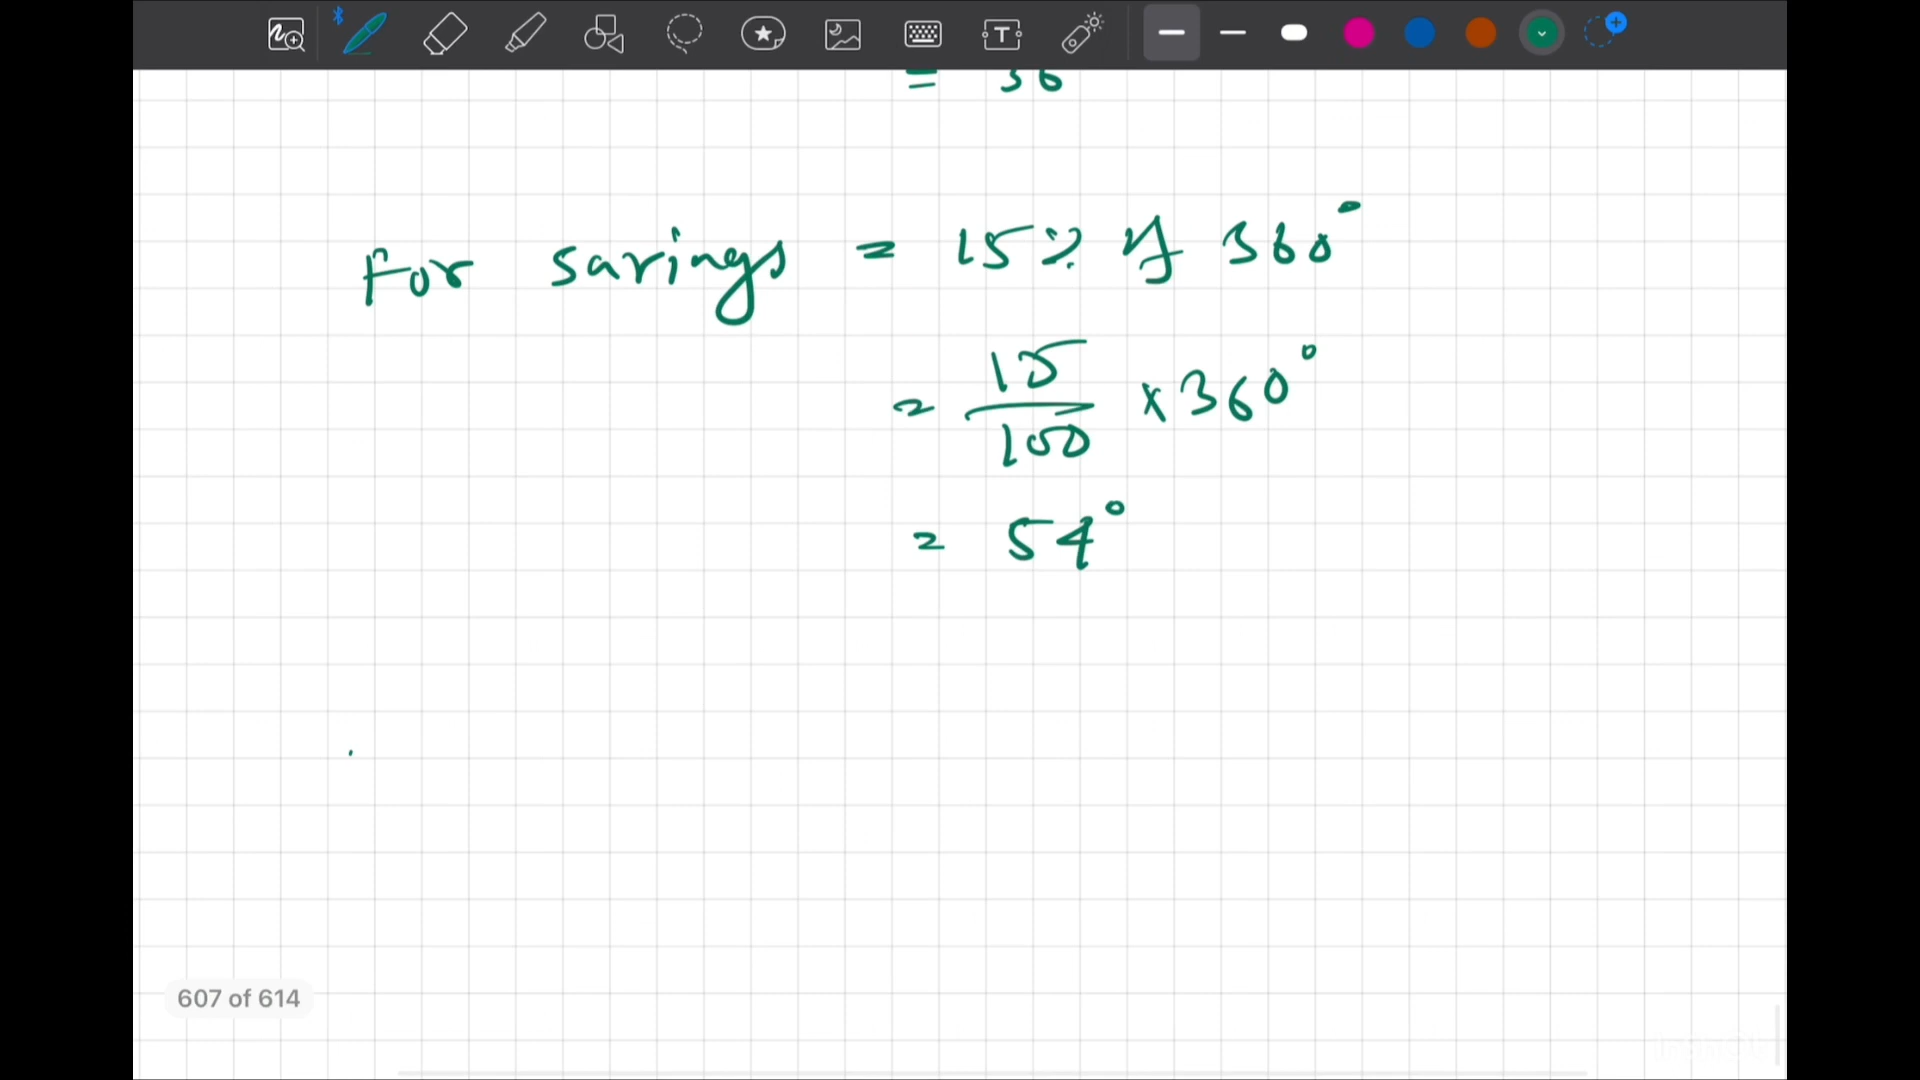 = 36
For savings = 15% of 360°
= 15/100 × 360°
= 54°
607 of 614